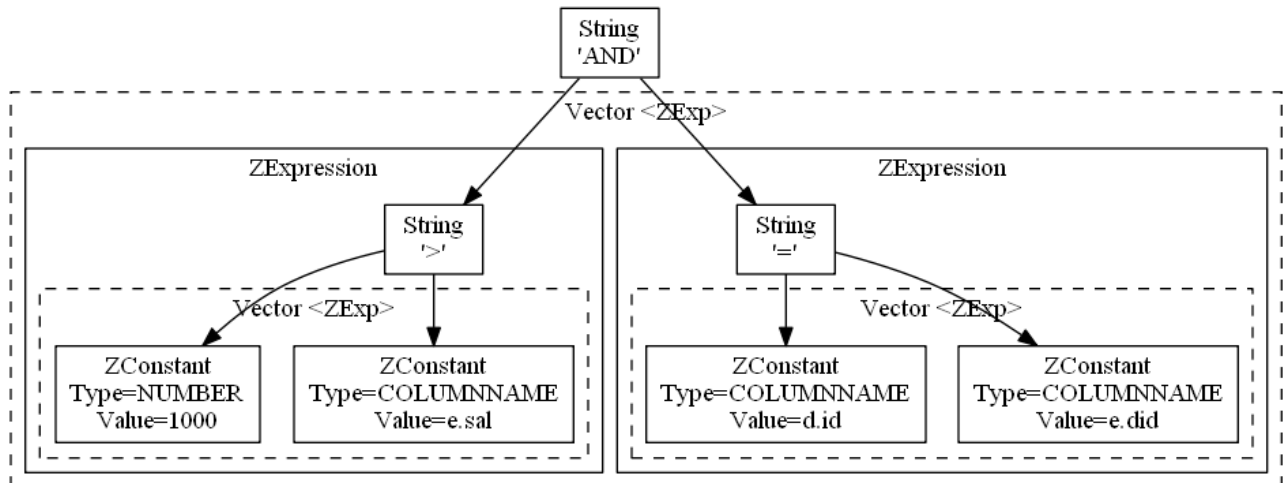 String
'AND'
Vector <ZExp>
ZExpression
String
'>'
Vector <ZExp>
ZConstant
Type=NUMBER
Value=1000
ZConstant
Type=COLUMNNAME
Value=e.sal
ZExpression
String
'='
Vector <ZExp>
ZConstant
Type=COLUMNNAME
Value=d.id
ZConstant
Type=COLUMNNAME
Value=e.did